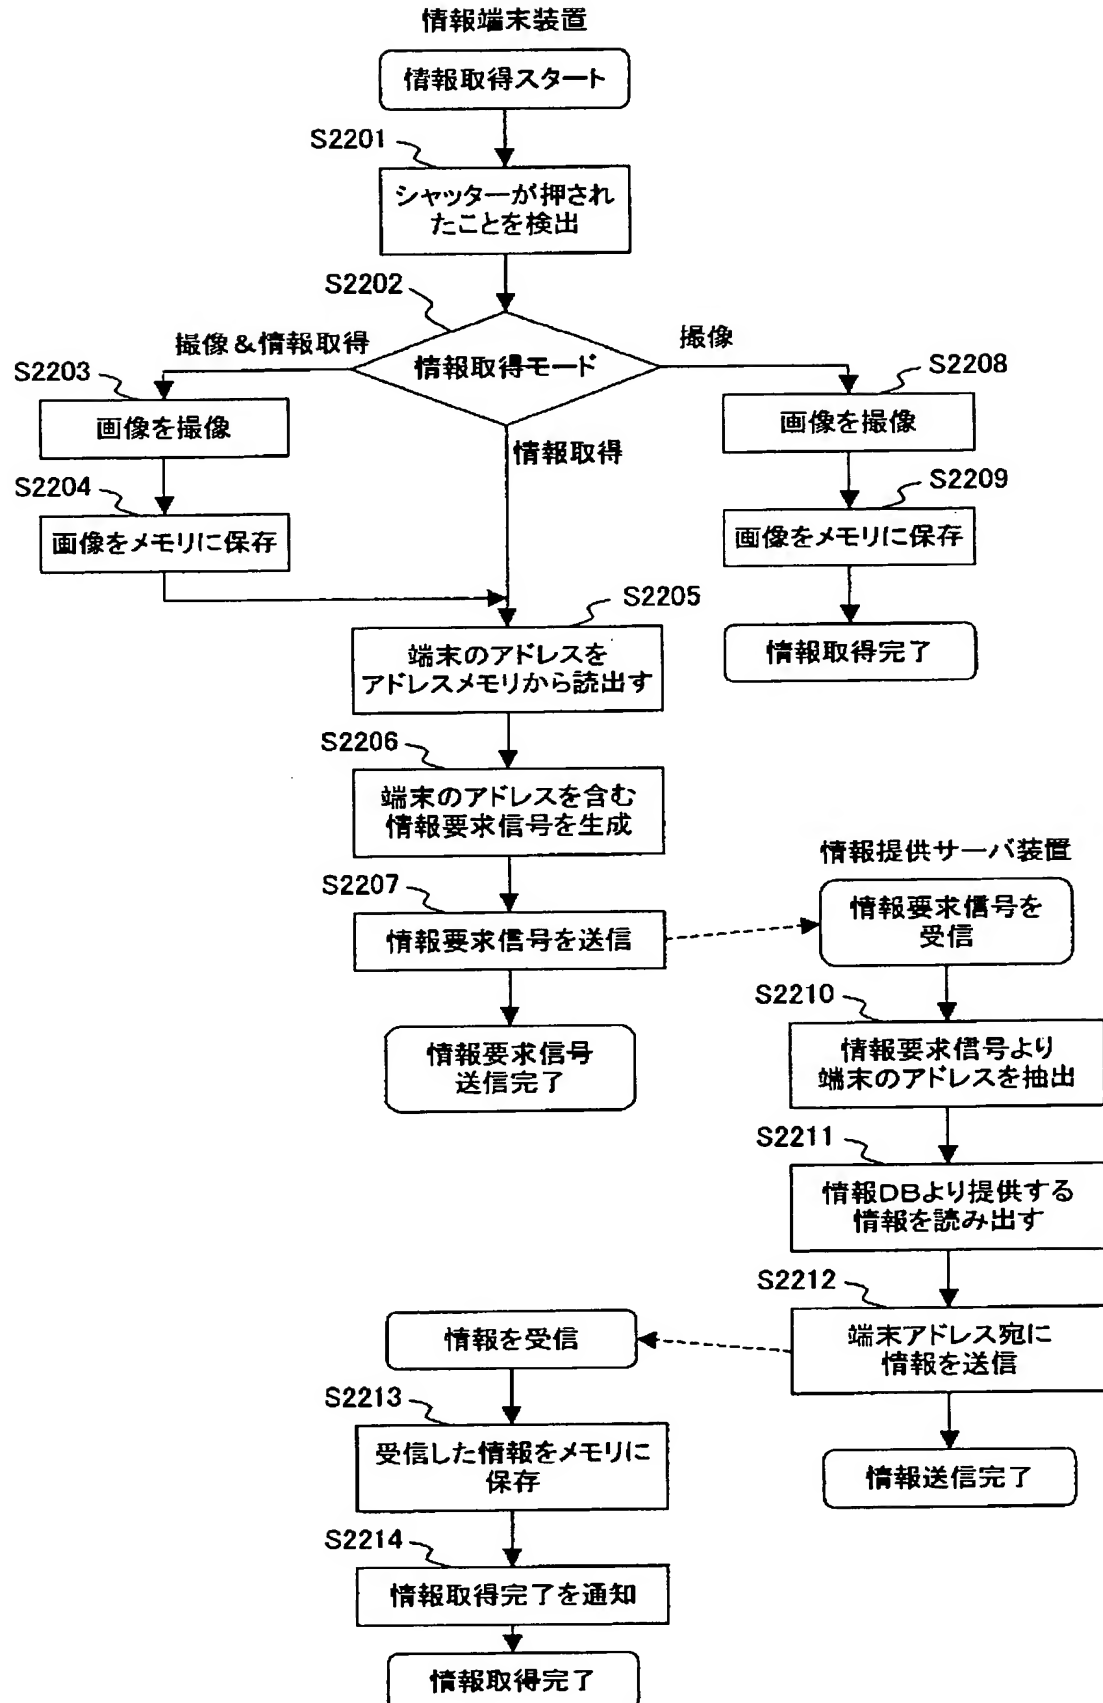 情報端末装置
情報取得スタート
S2201
シャッターが押され
たことを検出
S2202
撮像&情報取得
情報取得モード
撮像
情報取得
S2203
画像を撮像
S2204
画像をメモリに保存
S2208
画像を撮像
S2209
画像をメモリに保存
情報取得完了
S2205
端末のアドレスを
アドレスメモリから読出す
S2206
端末のアドレスを含む
情報要求信号を生成
S2207
情報要求信号を送信
情報要求信号
送信完了
情報提供サーバ装置
情報要求信号を
受信
S2210
情報要求信号より
端末のアドレスを抽出
S2211
情報DBより提供する
情報を読み出す
S2212
端末アドレス宛に
情報を送信
情報送信完了
情報を受信
S2213
受信した情報をメモリに
保存
S2214
情報取得完了を通知
情報取得完了